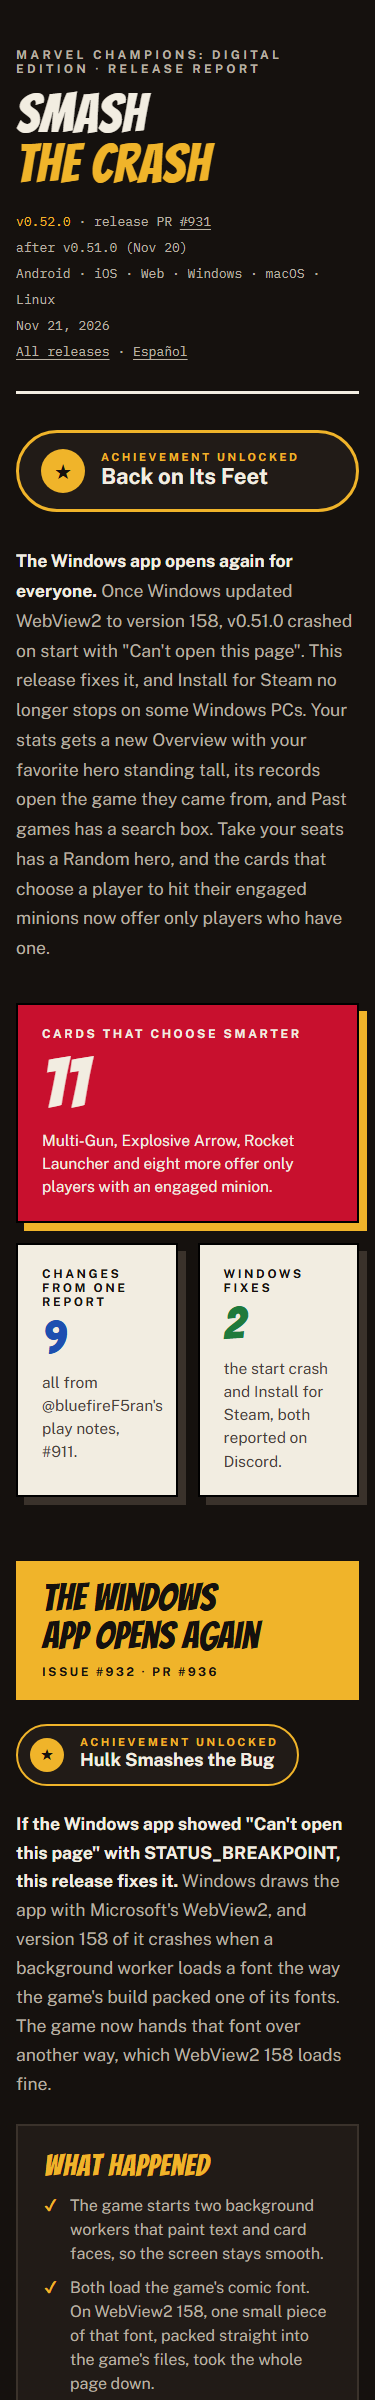 MARVEL CHAMPIONS: DIGITAL
EDITION · RELEASE REPORT
SMASH
THE CRASH
v0.52.0 · release PR #931
after v0.51.0 (Nov 20)
Android · iOS · Web · Windows · macOS ·
Linux
Nov 21, 2026
All releases · Español
★
ACHIEVEMENT UNLOCKED
Back on Its Feet
The Windows app opens again for
everyone. Once Windows updated
WebView2 to version 158, v0.51.0 crashed
on start with "Can't open this page". This
release fixes it, and Install for Steam no
longer stops on some Windows PCs. Your
stats gets a new Overview with your
favorite hero standing tall, its records
open the game they came from, and Past
games has a search box. Take your seats
has a Random hero, and the cards that
choose a player to hit their engaged
minions now offer only players who have
one.
CARDS THAT CHOOSE SMARTER
11
Multi-Gun, Explosive Arrow, Rocket
Launcher and eight more offer only
players with an engaged minion.
CHANGES
FROM ONE
REPORT
9
all from
@bluefireF5ran's
play notes,
#911.
WINDOWS
FIXES
2
the start crash
and Install for
Steam, both
reported on
Discord.
THE WINDOWS
APP OPENS AGAIN
ISSUE #932 · PR #936
★
ACHIEVEMENT UNLOCKED
Hulk Smashes the Bug
If the Windows app showed "Can't open
this page" with STATUS_BREAKPOINT,
this release fixes it. Windows draws the
app with Microsoft's WebView2, and
version 158 of it crashes when a
background worker loads a font the way
the game's build packed one of its fonts.
The game now hands that font over
another way, which WebView2 158 loads
fine.
WHAT HAPPENED
✓ The game starts two background
workers that paint text and card
faces, so the screen stays smooth.
✓ Both load the game's comic font.
On WebView2 158, one small piece
of that font, packed straight into
the game's files, took the whole
page down.